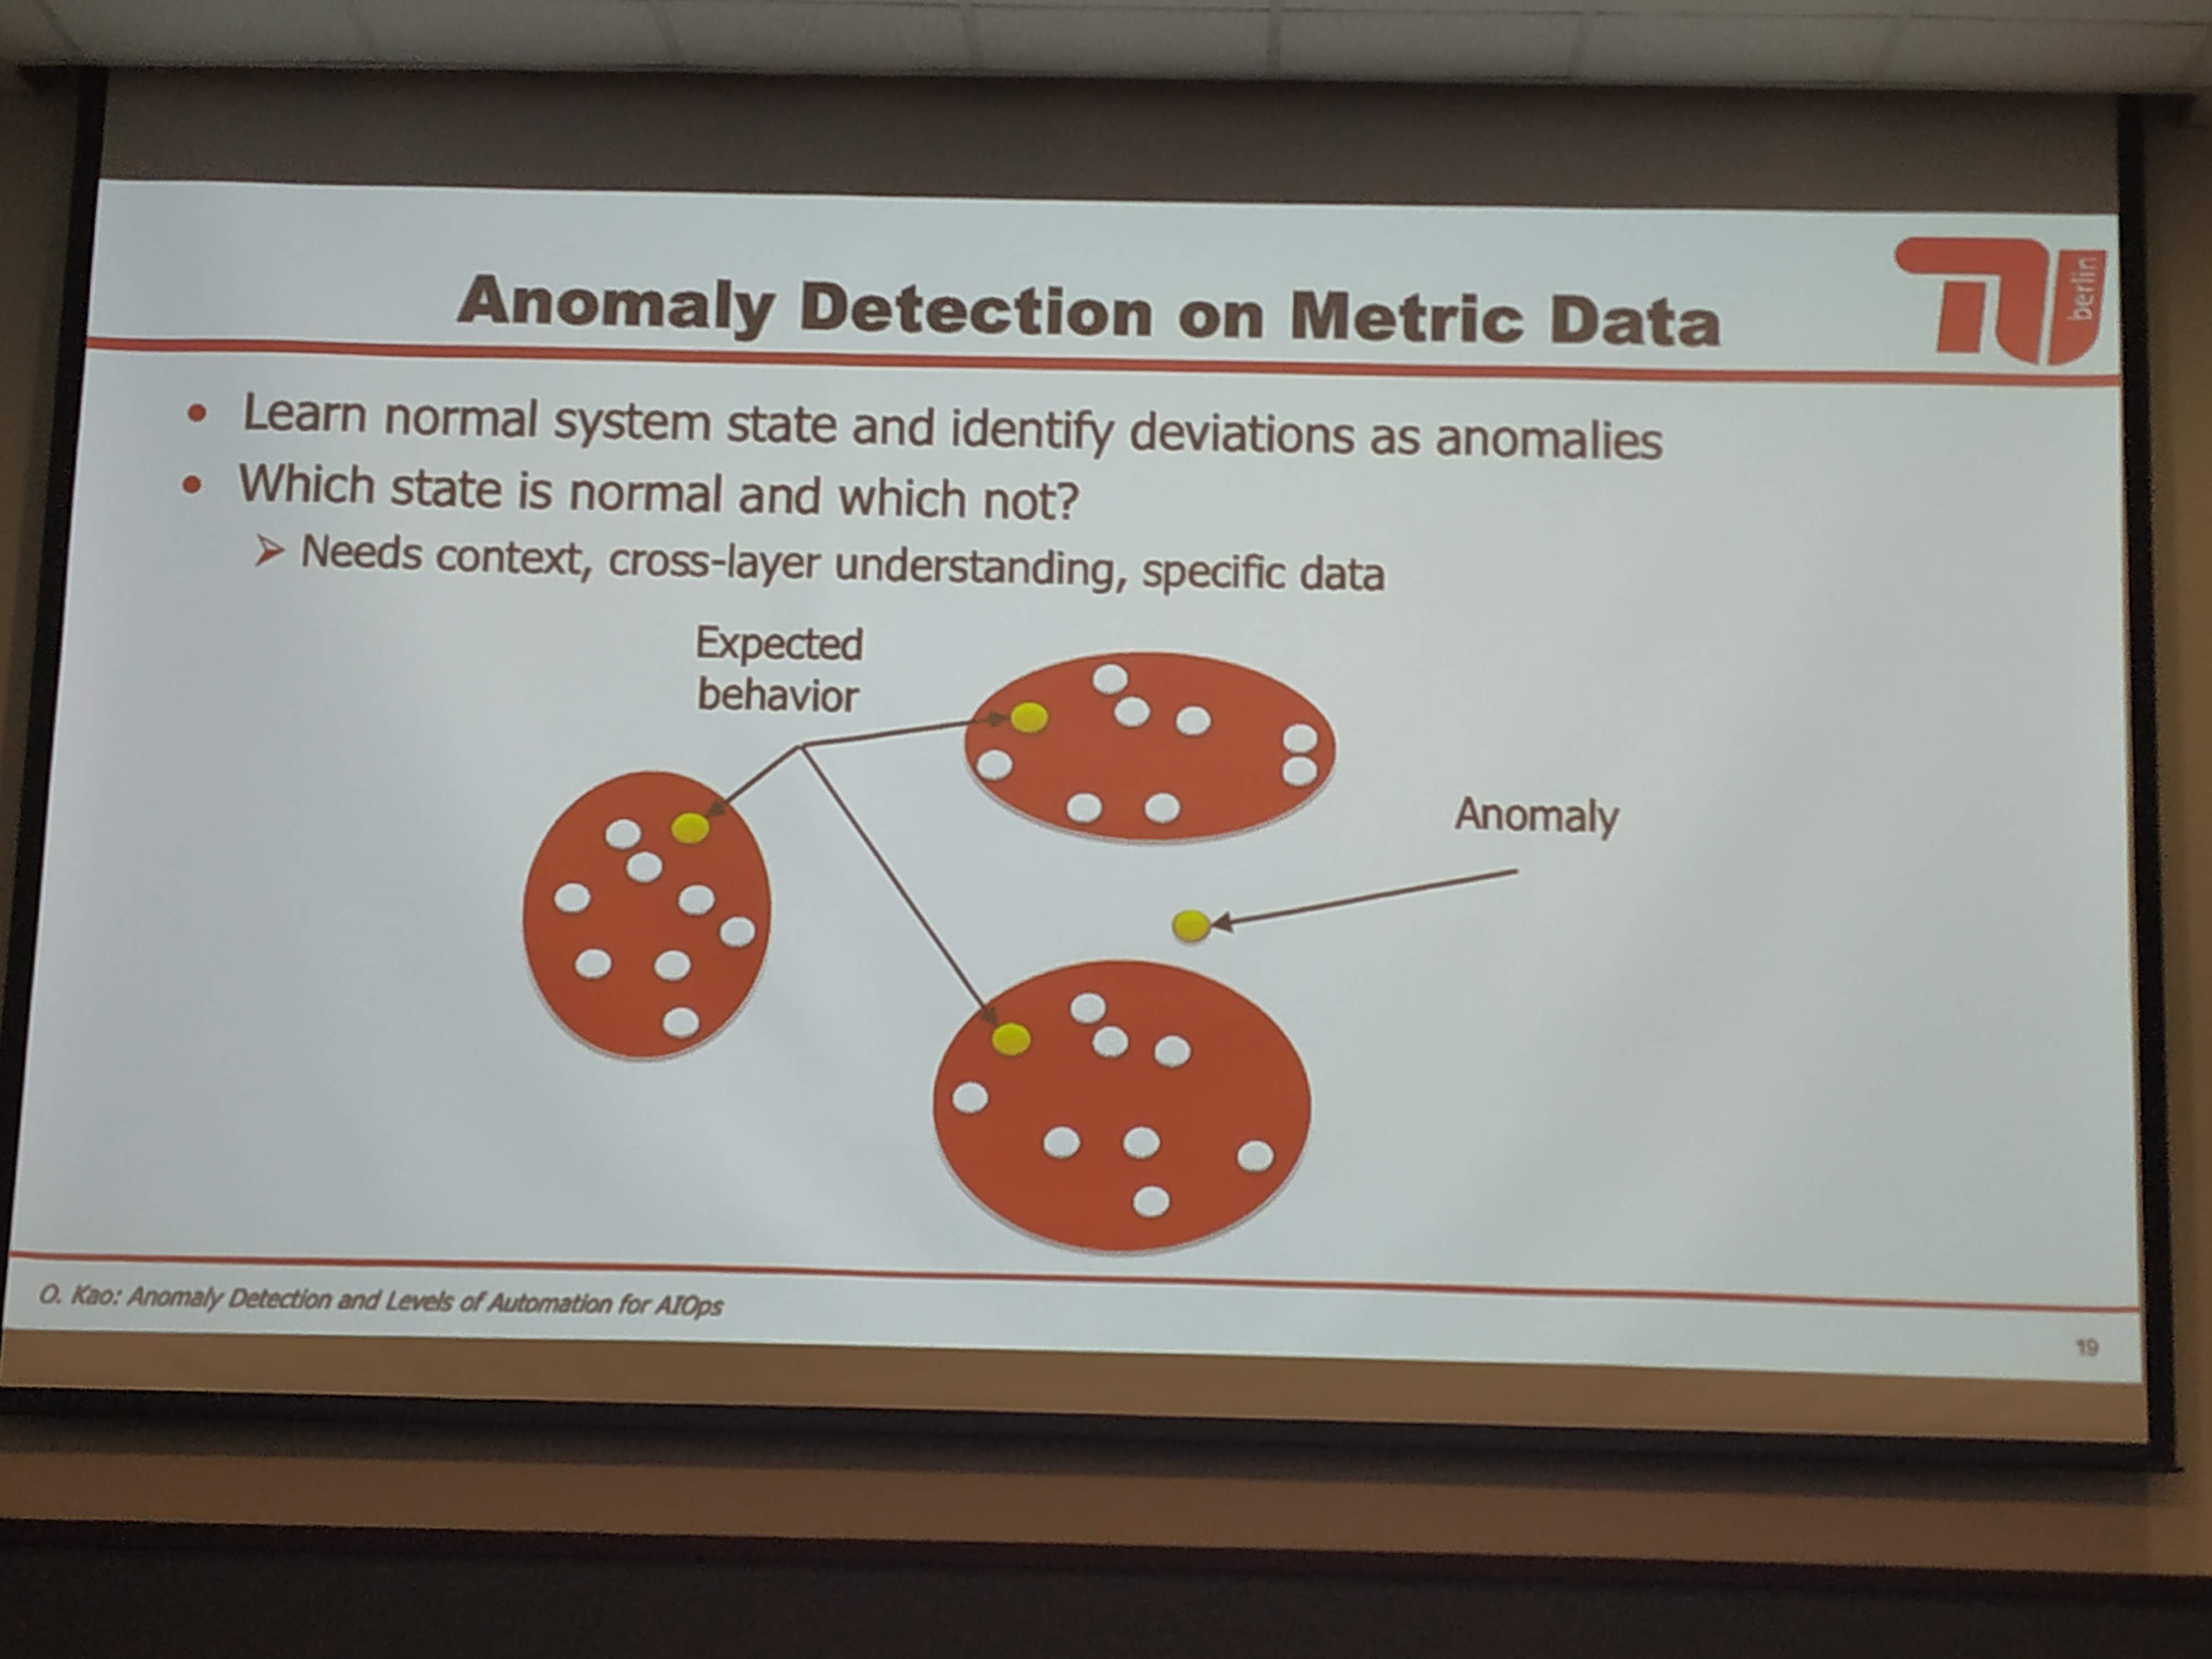 Anomaly Detection on Metric Data
berlin
• Learn normal system state and identify deviations as anomalies
• Which state is normal and which not?
➢ Needs context, cross-layer understanding, specific data
Expected
behavior
Anomaly
O. Kao: Anomaly Detection and Levels of Automation for AIOps
19